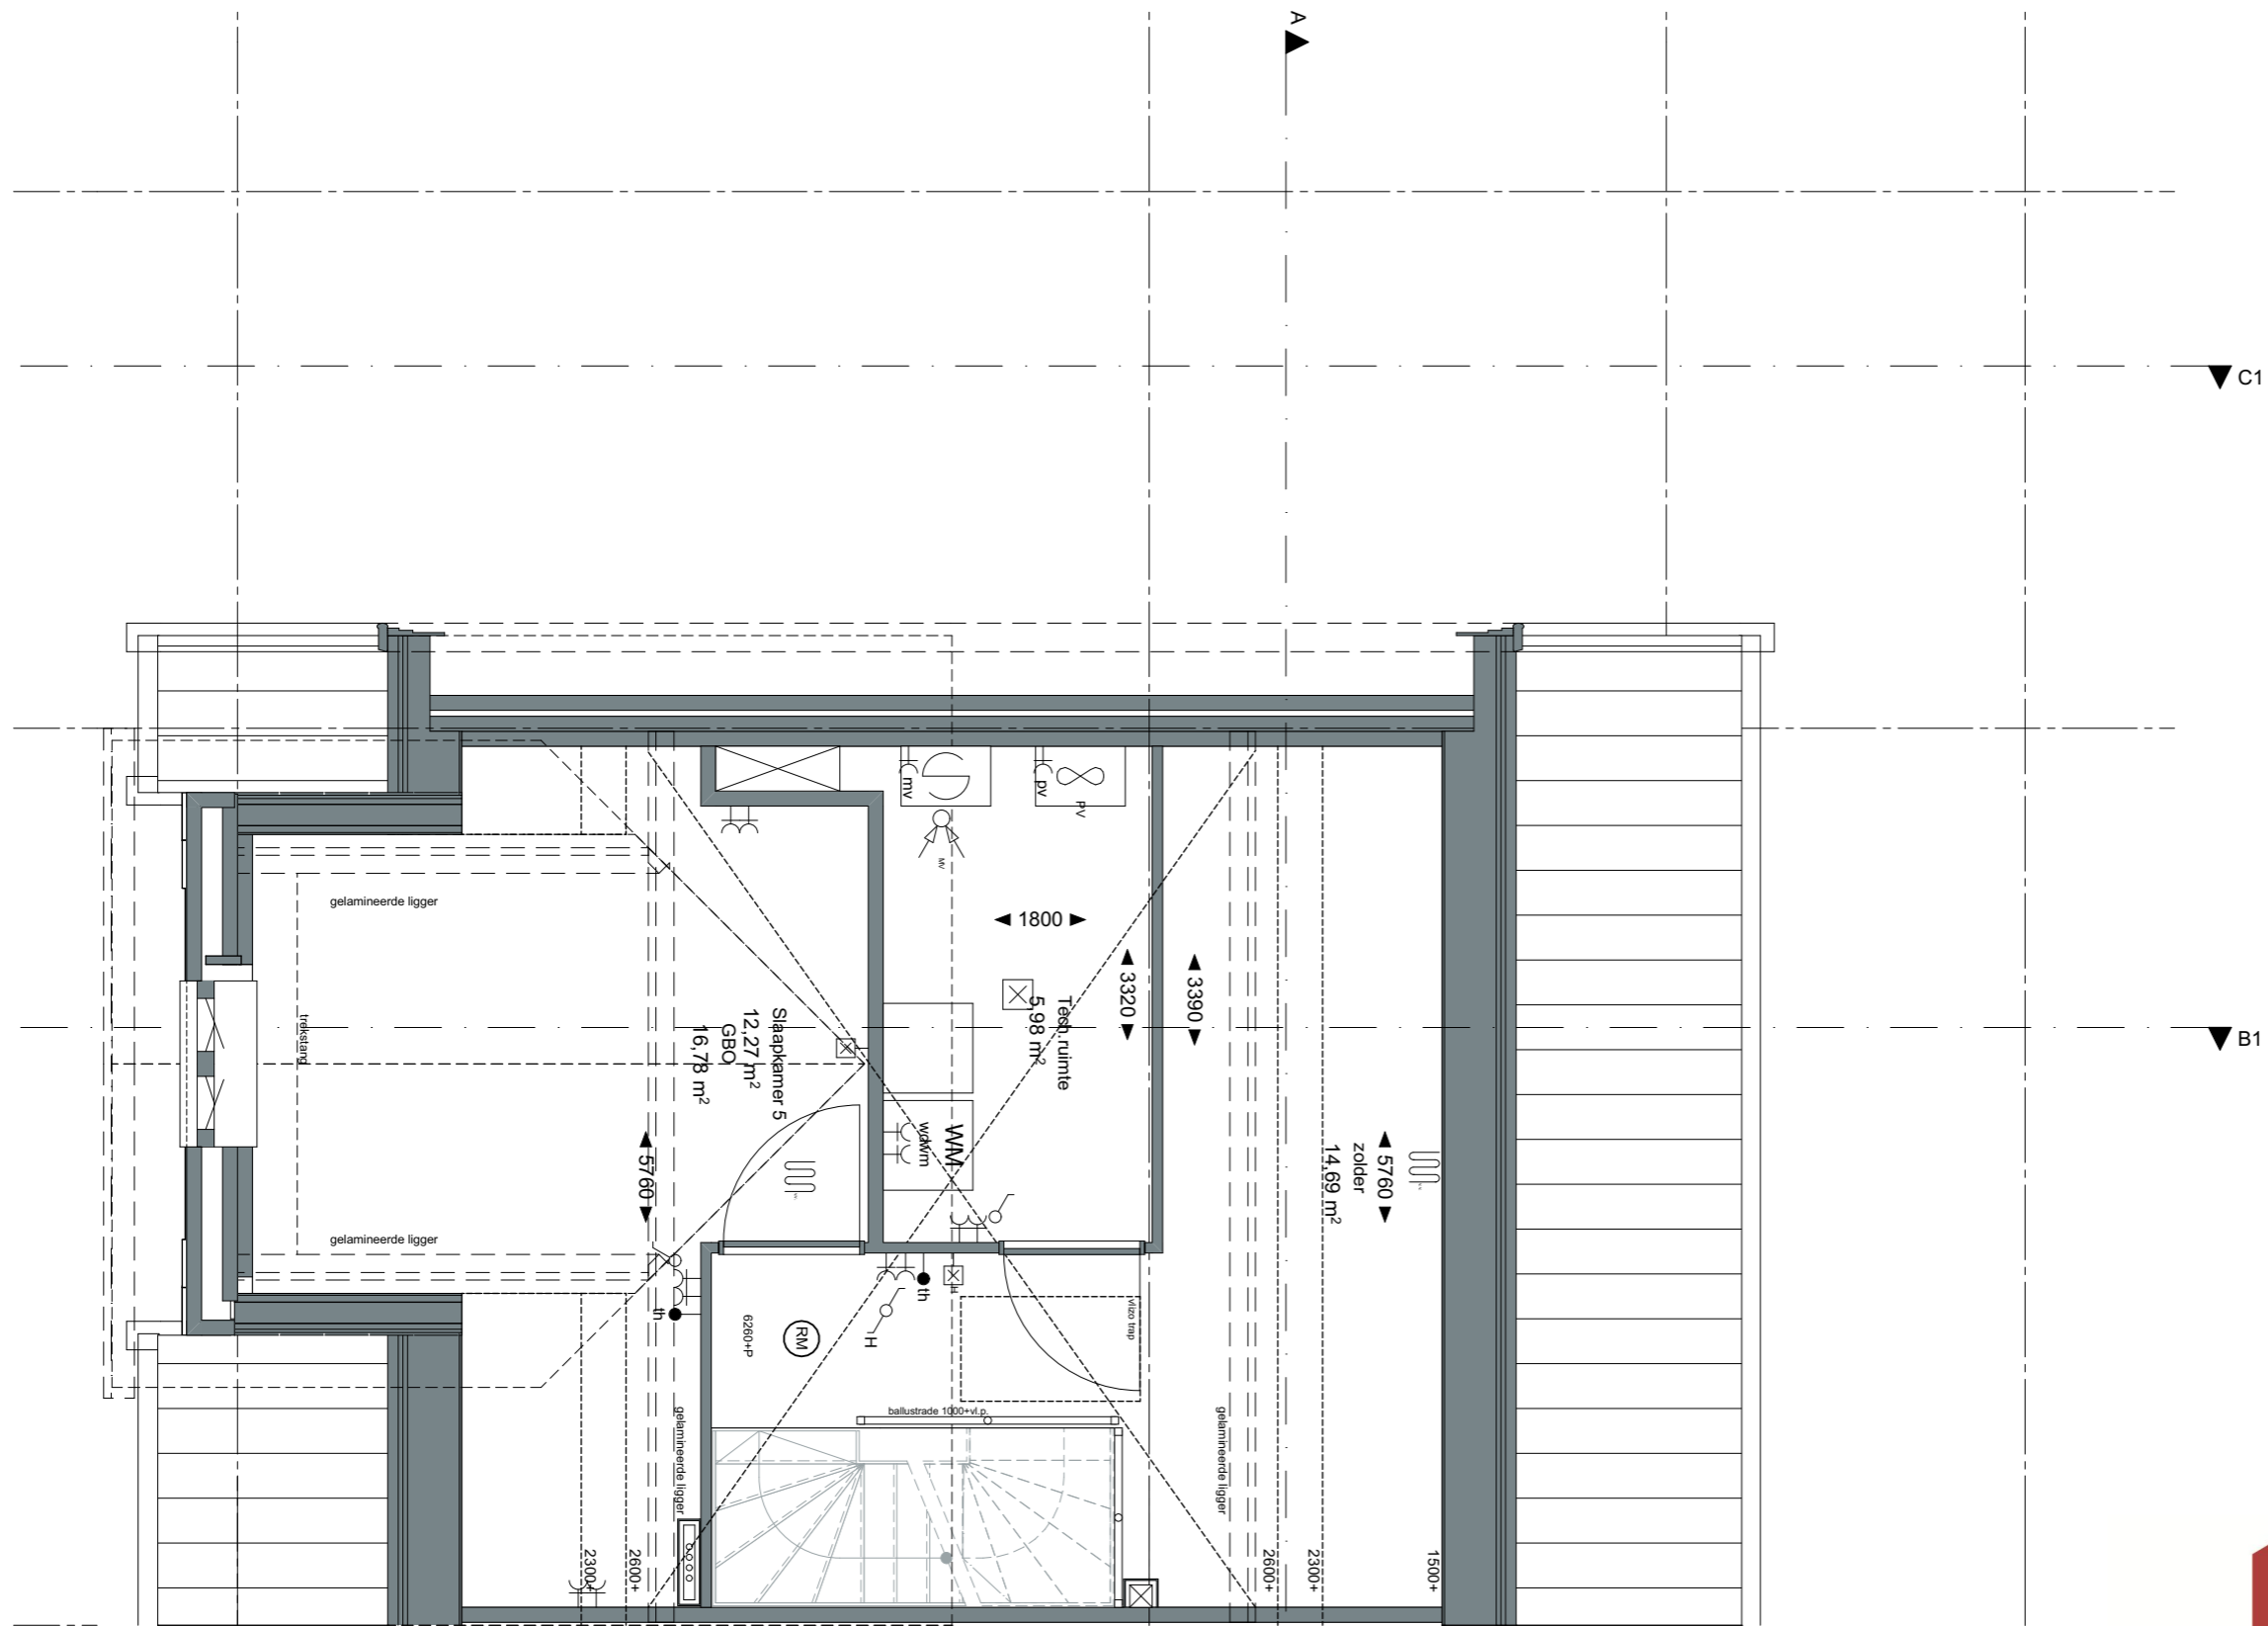 A
C1
mv
pv
PV
MV
1800
gelamineerde ligger
3320
3390
Tech.ruimte
5,98 m²
trekstang
Slaapkamer 5
12,27 m²
GBO
16,78 m²
B1
WM
wdwm
5760
5760
zolder
14,69 m²
gelamineerde ligger
th
th
H
6260+P
RM
vlizo trap
ballustrade 1000+vl.p.
gelamineerde ligger
gelamineerde ligger
2300+
2600+
2600+
2300+
1500+